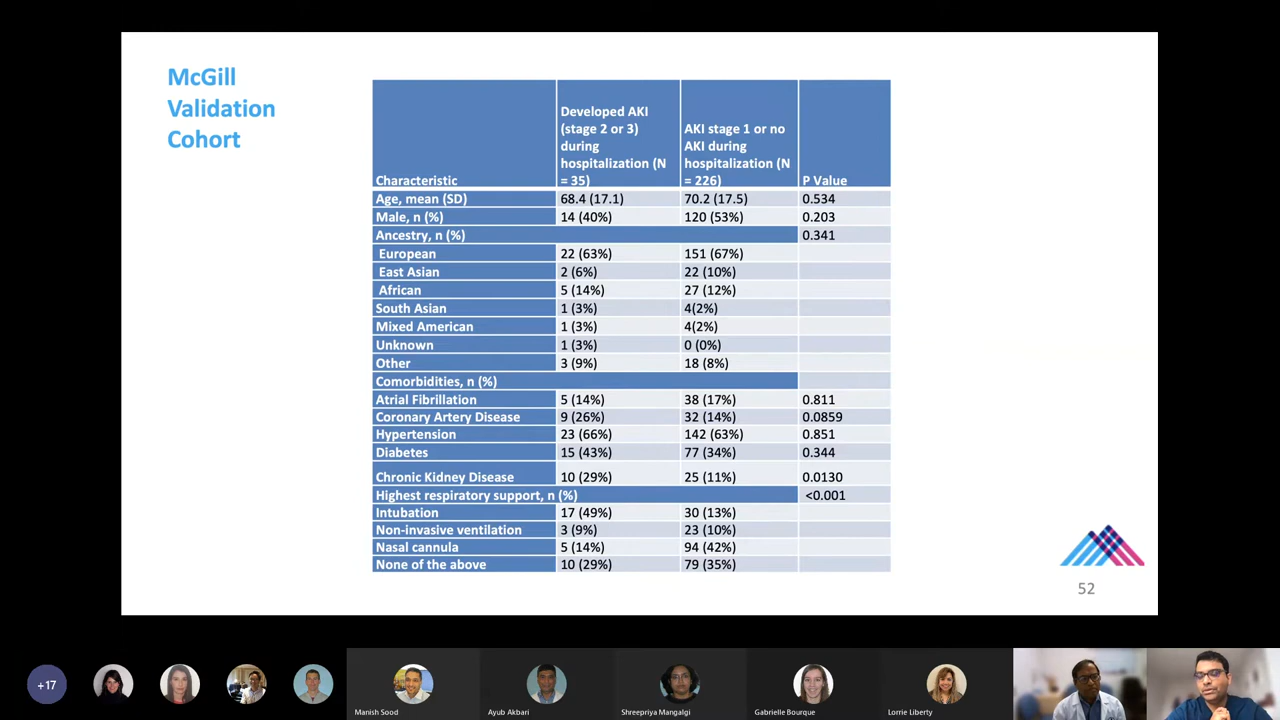 McGill
Validation
Cohort
Characteristic Developed AKI (stage 2 or 3) during hospitalization (N = 35) AKI stage 1 or no AKI during hospitalization (N = 226) P Value
Age, mean (SD) 68.4 (17.1) 70.2 (17.5) 0.534
Male, n (%) 14 (40%) 120 (53%) 0.203
Ancestry, n (%) 0.341
European 22 (63%) 151 (67%)
East Asian 2 (6%) 22 (10%)
African 5 (14%) 27 (12%)
South Asian 1 (3%) 4(2%)
Mixed American 1 (3%) 4(2%)
Unknown 1 (3%) 0 (0%)
Other 3 (9%) 18 (8%)
Comorbidities, n (%)
Atrial Fibrillation 5 (14%) 38 (17%) 0.811
Coronary Artery Disease 9 (26%) 32 (14%) 0.0859
Hypertension 23 (66%) 142 (63%) 0.851
Diabetes 15 (43%) 77 (34%) 0.344
Chronic Kidney Disease 10 (29%) 25 (11%) 0.0130
Highest respiratory support, n (%) <0.001
Intubation 17 (49%) 30 (13%)
Non-invasive ventilation 3 (9%) 23 (10%)
Nasal cannula 5 (14%) 94 (42%)
None of the above 10 (29%) 79 (35%)
52
+17
Manish Sood
Ayub Akbari
Shreepriya Mangalgi
Gabrielle Bourque
Lorrie Liberty